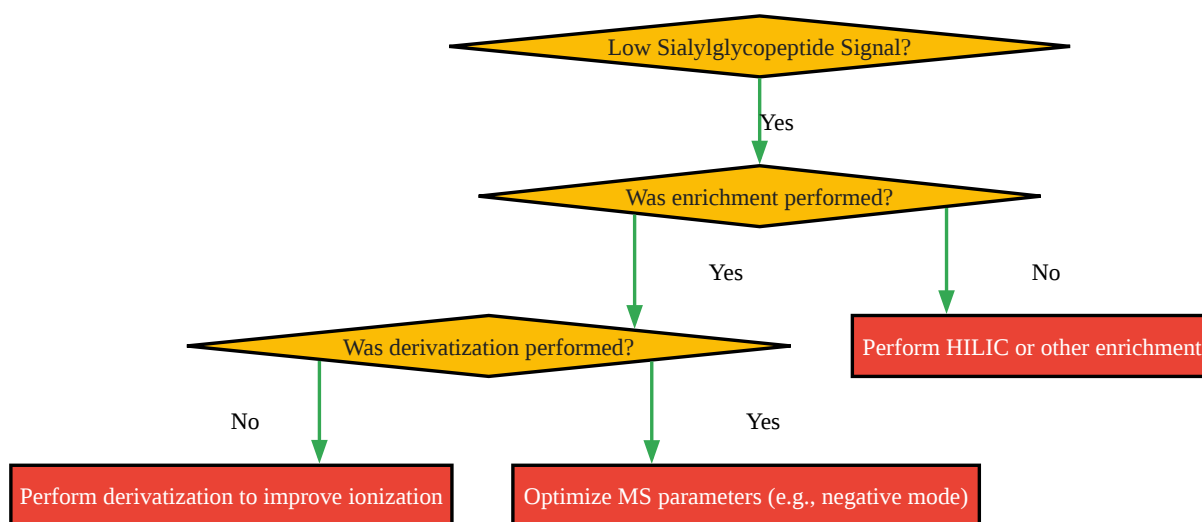 Low Sialylglycopeptide Signal?
Yes
Was enrichment performed?
Yes
No
Was derivatization performed?
Perform HILIC or other enrichment
No
Yes
Perform derivatization to improve ionization
Optimize MS parameters (e.g., negative mode)